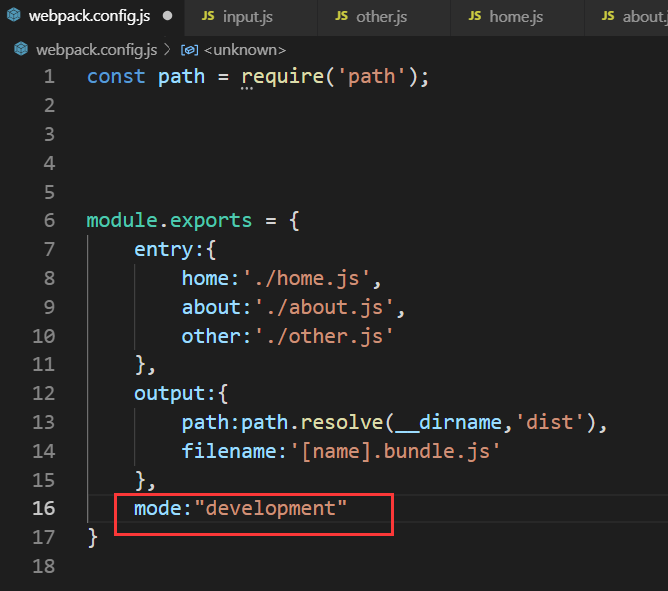 webpack.config.js ● JS input.js JS other.js JS home.js JS about.
webpack.config.js > <unknown>
1 const path = require('path');
2
3
4
5
6 module.exports = {
7 entry:{
8 home:'./home.js',
9 about:'./about.js',
10 other:'./other.js'
11 },
12 output:{
13 path:path.resolve(__dirname,'dist'),
14 filename:'[name].bundle.js'
15 },
16 mode:"development"
17 }
18